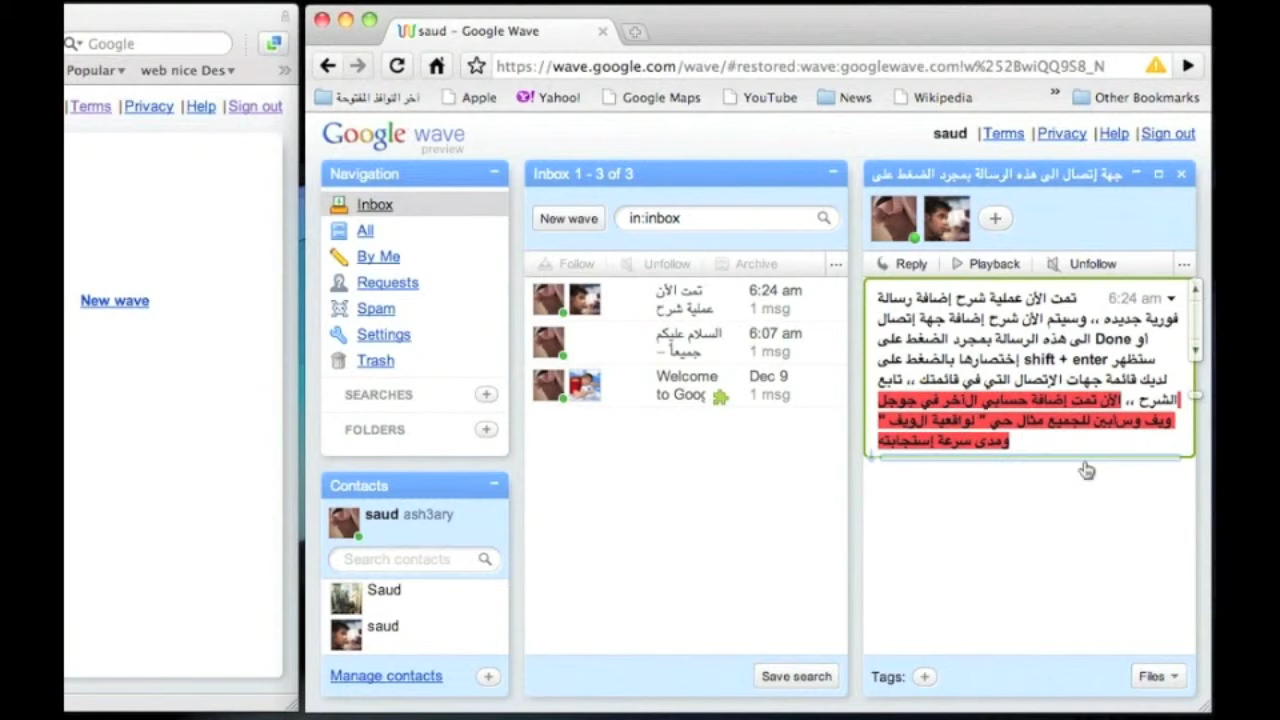 Google
Popular
web nice Des
Terms | Privacy | Help | Sign out
New wave
saud - Google Wave
https://wave.google.com/wave/#restored:wave:googlewave.com!w%252BwiQQ9S8_N
اخر النوافذ المفتوحة
Apple
Yahoo!
Google Maps
YouTube
News
Wikipedia
Other Bookmarks
Google wave
preview
saud | Terms | Privacy | Help | Sign out
Navigation
Inbox
All
By Me
Requests
Spam
Settings
Trash
SEARCHES
FOLDERS
Contacts
saud ash3ary
Search contacts
Saud
saud
Manage contacts
Inbox 1 - 3 of 3
New wave
in:inbox
Follow
Unfollow
Archive
تمت الأن
عملية شرح
6:24 am
1 msg
السلام عليكم
جميعاً –
6:07 am
1 msg
Welcome
to Goog
Dec 9
1 msg
Save search
جهة إتصال الى هذه الرسالة بمجرد الضغط على
Reply
Playback
Unfollow
6:24 am
تمت الأن عملية شرح إضافة رسالة
فورية جديده ,, وسيتم الأن شرح إضافة جهة إتصال
الى هذه الرسالة بمجرد الضغط على Done أو
shift + enter إختصارها بالضغط على ستظهر
لديك قائمة جهات الإتصال التي في قائمتك ,, تابع
الشرح ,, الأن تمت إضافة حسابي الآخر في جوجل
ويف وسأبين للجميع مثال حي " لواقعية الويف "
ومدى سرعة إستجابته
Tags:
Files